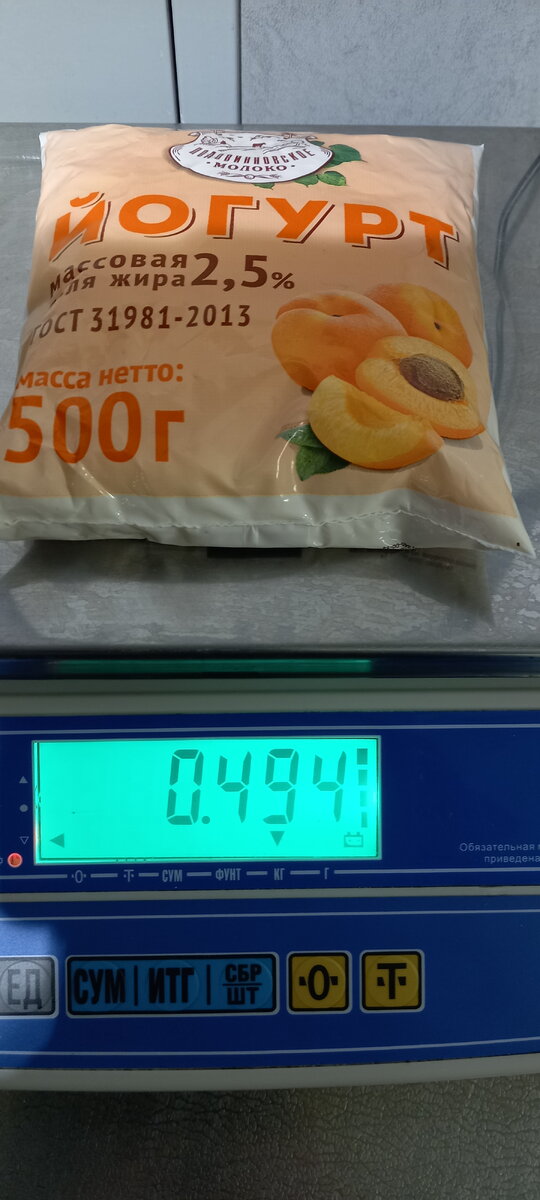 МОЛОКО
ЙОГУРТ
массовая
доля жира 2,5%
ГОСТ 31981-2013
масса нетто:
500г
0.494
·0· — ·T· — СУМ — ФУНТ — КГ — Г
Обязательная
приведена
ЕД
СУМ | ИТГ | СБР
ШТ
·0·
·T·